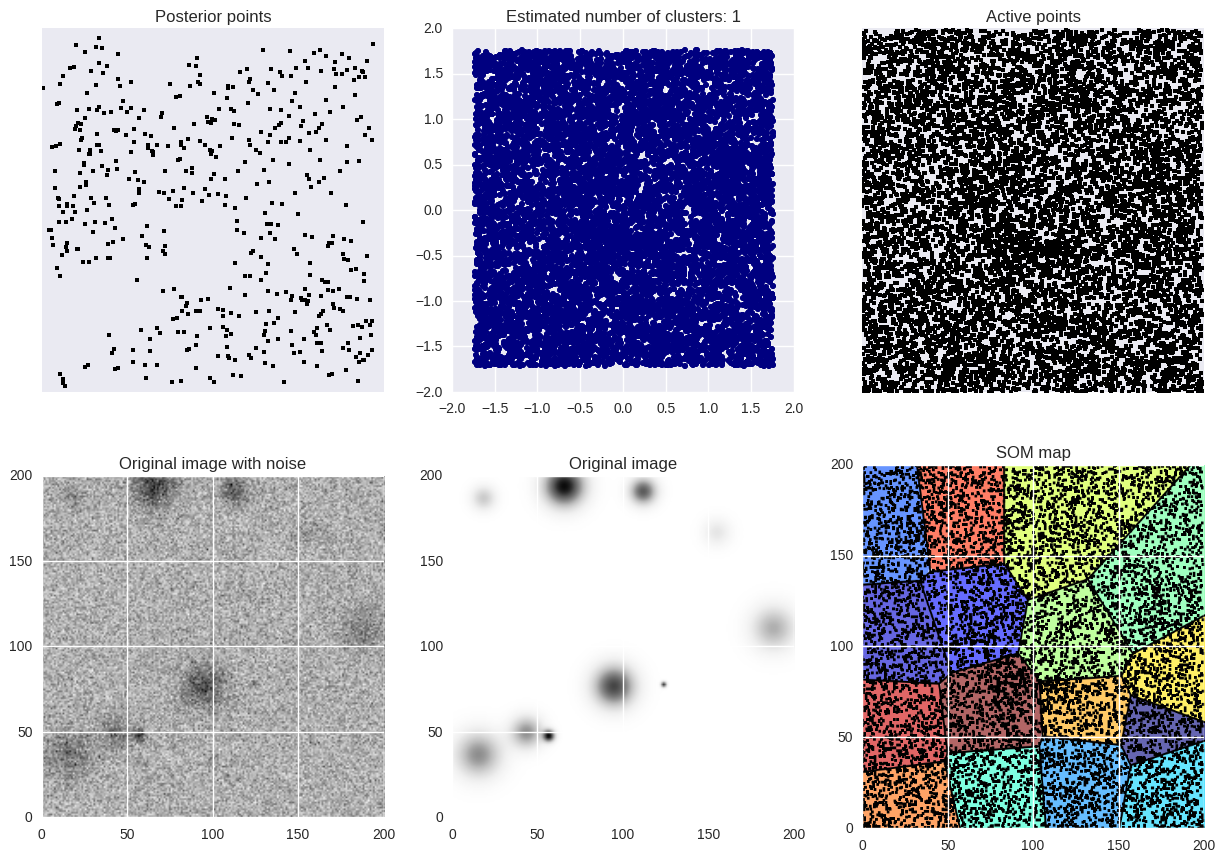 Posterior points
Estimated number of clusters: 1
Active points
2.0
1.5
1.0
0.5
0.0
−0.5
−1.0
−1.5
−2.0
−2.0 −1.5 −1.0 −0.5 0.0 0.5 1.0 1.5 2.0
Original image with noise
Original image
SOM map
200
150
100
50
0
0 50 100 150 200
200
150
100
50
0
0 50 100 150 200
200
150
100
50
0
0 50 100 150 200